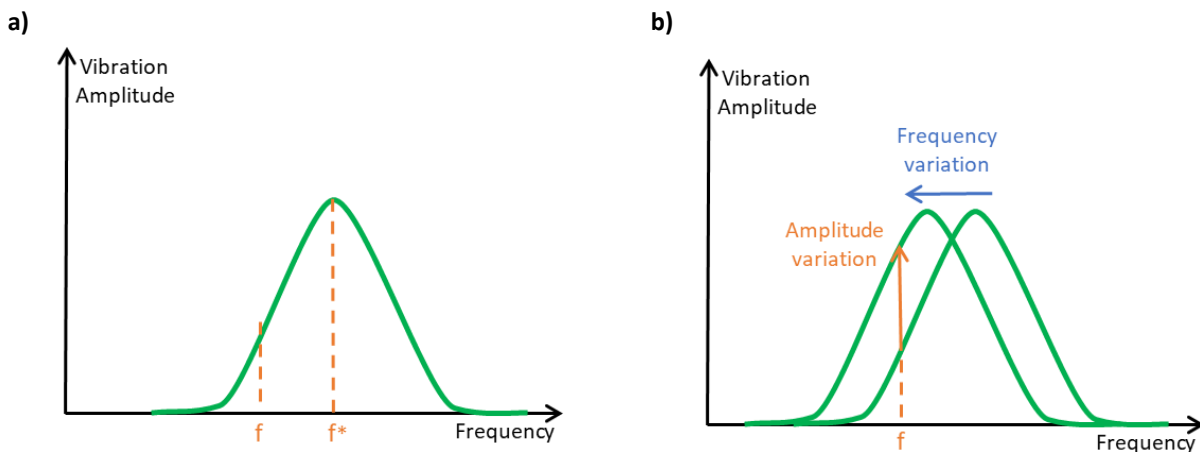 a)
Vibration
Amplitude
f
f*
Frequency
b)
Vibration
Amplitude
Frequency
variation
Amplitude
variation
f
Frequency